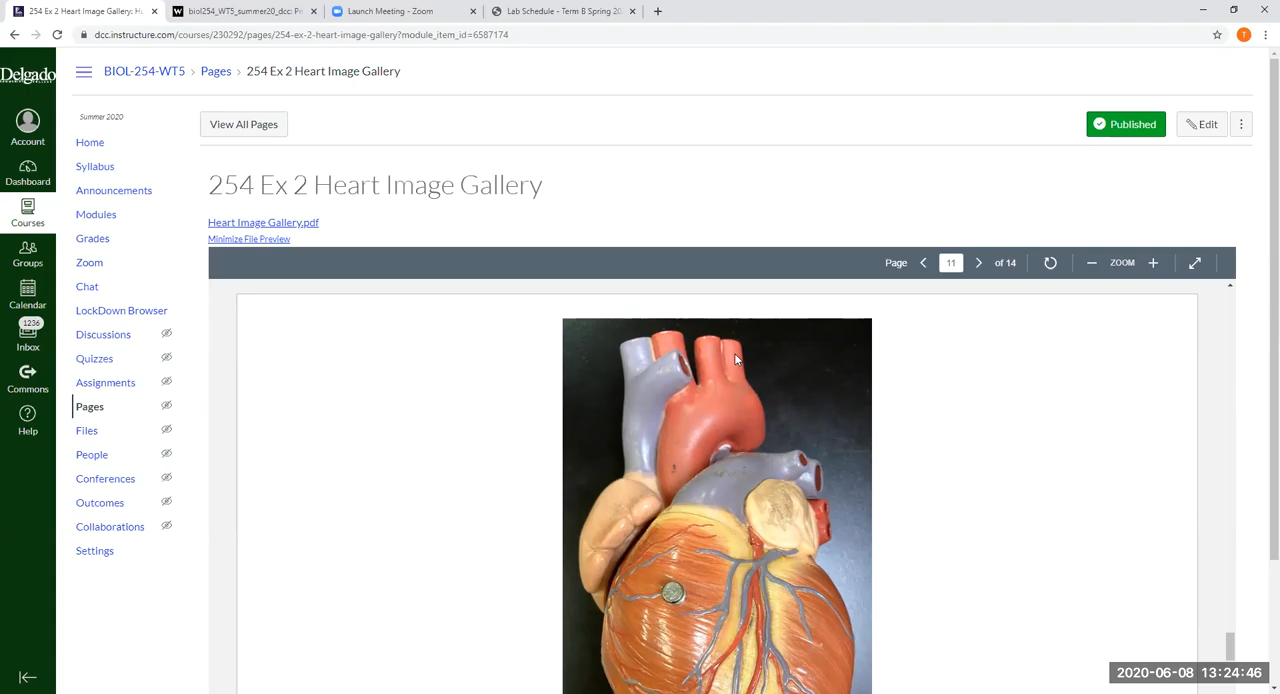 254 Ex 2 Heart Image Gallery: Hu
biol254_WT5_summer20_dcc: Pr
Launch Meeting - Zoom
Lab Schedule - Term B Spring 20
dcc.instructure.com/courses/230292/pages/254-ex-2-heart-image-gallery?module_item_id=6587174
T
Delgado
BIOL-254-WT5 › Pages › 254 Ex 2 Heart Image Gallery
Account
Dashboard
Courses
Groups
Calendar
1236
Inbox
Commons
Help
Summer 2020
Home
Syllabus
Announcements
Modules
Grades
Zoom
Chat
LockDown Browser
Discussions
Quizzes
Assignments
Pages
Files
People
Conferences
Outcomes
Collaborations
Settings
View All Pages
Published
Edit
254 Ex 2 Heart Image Gallery
Heart Image Gallery.pdf
Minimize File Preview
Page 11 of 14 ZOOM
2020-06-08 13:24:46